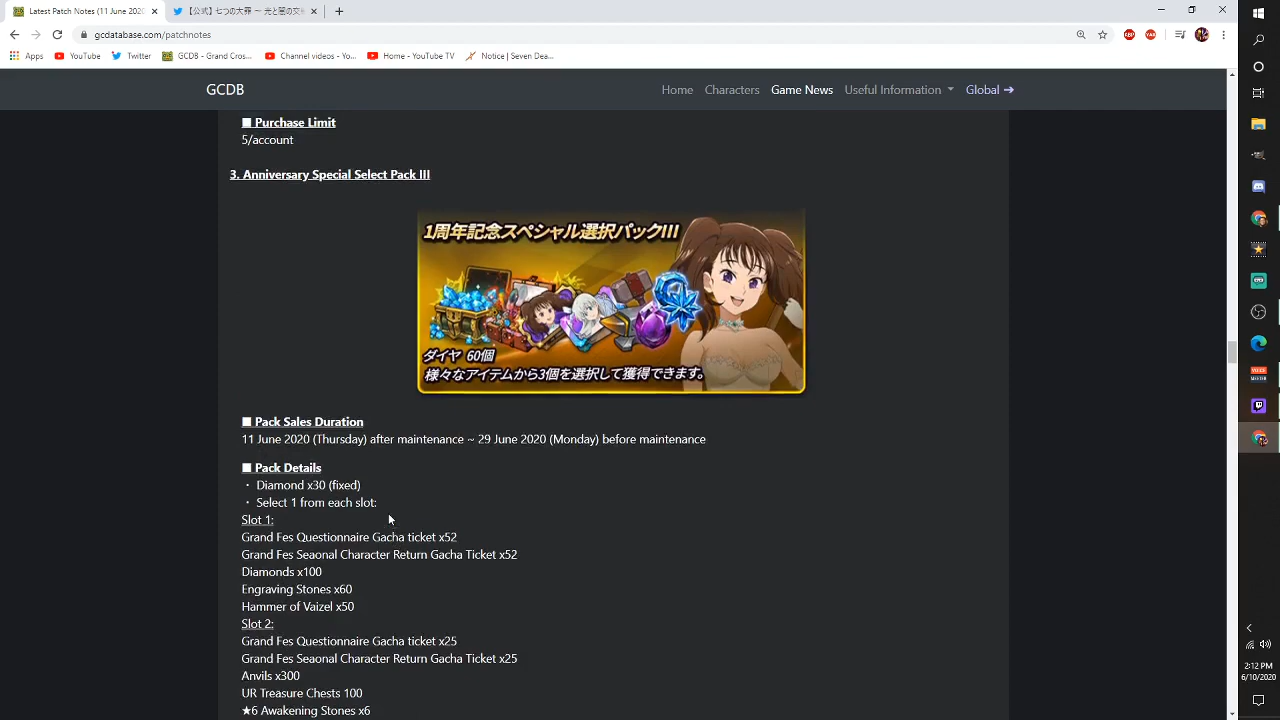 Latest Patch Notes (11 June 2020)
【公式】七つの大罪 ～ 光と闇の交
gcdatabase.com/patchnotes
Apps
YouTube
Twitter
GCDB - Grand Cros...
Channel videos - Yo...
Home - YouTube TV
Notice | Seven Dea...
GCDB
Home
Characters
Game News
Useful Information
Global →
■ Purchase Limit
5/account
3. Anniversary Special Select Pack III
1周年記念スペシャル選択パックIII
ダイヤ 60個
様々なアイテムから3個を選択して獲得できます。
■ Pack Sales Duration
11 June 2020 (Thursday) after maintenance ~ 29 June 2020 (Monday) before maintenance
■ Pack Details
・ Diamond x30 (fixed)
・ Select 1 from each slot:
Slot 1:
Grand Fes Questionnaire Gacha ticket x52
Grand Fes Seaonal Character Return Gacha Ticket x52
Diamonds x100
Engraving Stones x60
Hammer of Vaizel x50
Slot 2:
Grand Fes Questionnaire Gacha ticket x25
Grand Fes Seaonal Character Return Gacha Ticket x25
Anvils x300
UR Treasure Chests 100
★6 Awakening Stones x6
2:12 PM
6/10/2020